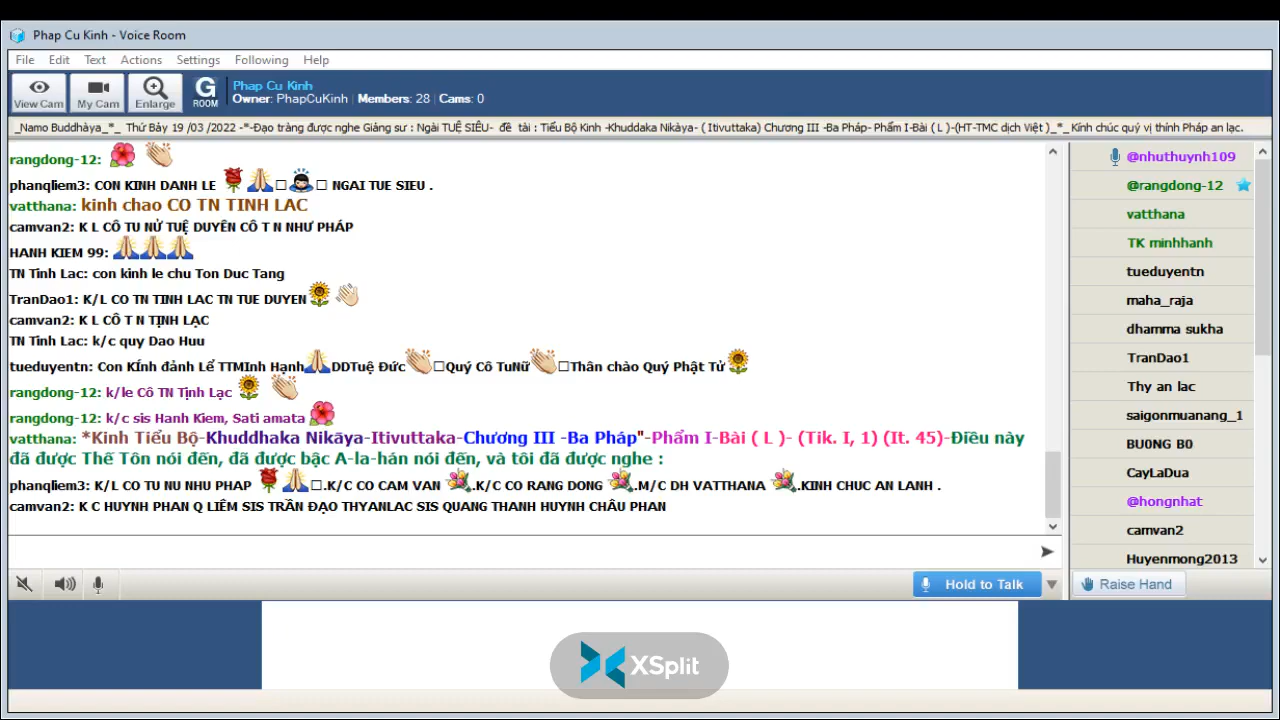 Phap Cu Kinh - Voice Room
File Edit Text Actions Settings Following Help
View Cam My Cam Enlarge G ROOM
Phap Cu Kinh
Owner: PhapCuKinh | Members: 28 | Cams: 0
_Namo Buddhàya_*_ Thứ Bảy 19 /03 /2022 -*-Đạo tràng được nghe Giảng sư : Ngài TUỆ SIÊU- đề tài : Tiểu Bộ Kinh -Khuddaka Nikàya- ( Itivuttaka) Chương III -Ba Pháp- Phẩm I-Bài ( L )-(HT-TMC dịch Việt )_*_ Kính chúc quý vị thính Pháp an lạc.
rangdong-12:
phanqliem3: CON KINH DANH LE NGAI TUE SIEU .
vatthana: kinh chao CO TN TINH LAC
camvan2: K L CÔ TU NỬ TUỆ DUYÊN CÔ T N NHƯ PHÁP
HANH KIEM 99:
TN Tinh Lac: con kinh le chu Ton Duc Tang
TranDao1: K/L CO TN TINH LAC TN TUE DUYEN
camvan2: K L CÔ T N TỊNH LẠC
TN Tinh Lac: k/c quy Dao Huu
tueduyentn: Con KÍnh đảnh Lể TTMInh Hạnh DDTuệ Đức Quý Cô TuNữ Thân chào Quý Phật Tử
rangdong-12: k/le Cô TN Tịnh Lạc
rangdong-12: k/c sis Hanh Kiem, Sati amata
vatthana: *Kinh Tiểu Bộ-Khuddhaka Nikāya-Itivuttaka-Chương III -Ba Pháp"-Phẩm I-Bài ( L )- (Tik. I, 1) (It. 45)-Điều này
đã được Thế Tôn nói đến, đã được bậc A-la-hán nói đến, và tôi đã được nghe :
phanqliem3: K/L CO TU NU NHU PHAP .K/C CO CAM VAN .K/C CO RANG DONG .M/C DH VATTHANA .KINH CHUC AN LANH .
camvan2: K C HUỲNH PHAN Q LIÊM SIS TRẦN ĐẠO THYANLAC SIS QUANG THANH HUỲNH CHÂU PHAN
@nhuthuynh109
@rangdong-12
vatthana
TK minhhanh
tueduyentn
maha_raja
dhamma sukha
TranDao1
Thy an lac
saigonmuanang_1
BU0NG B0
CayLaDua
@hongnhat
camvan2
Huyenmong2013
Hold to Talk
Raise Hand
XSplit